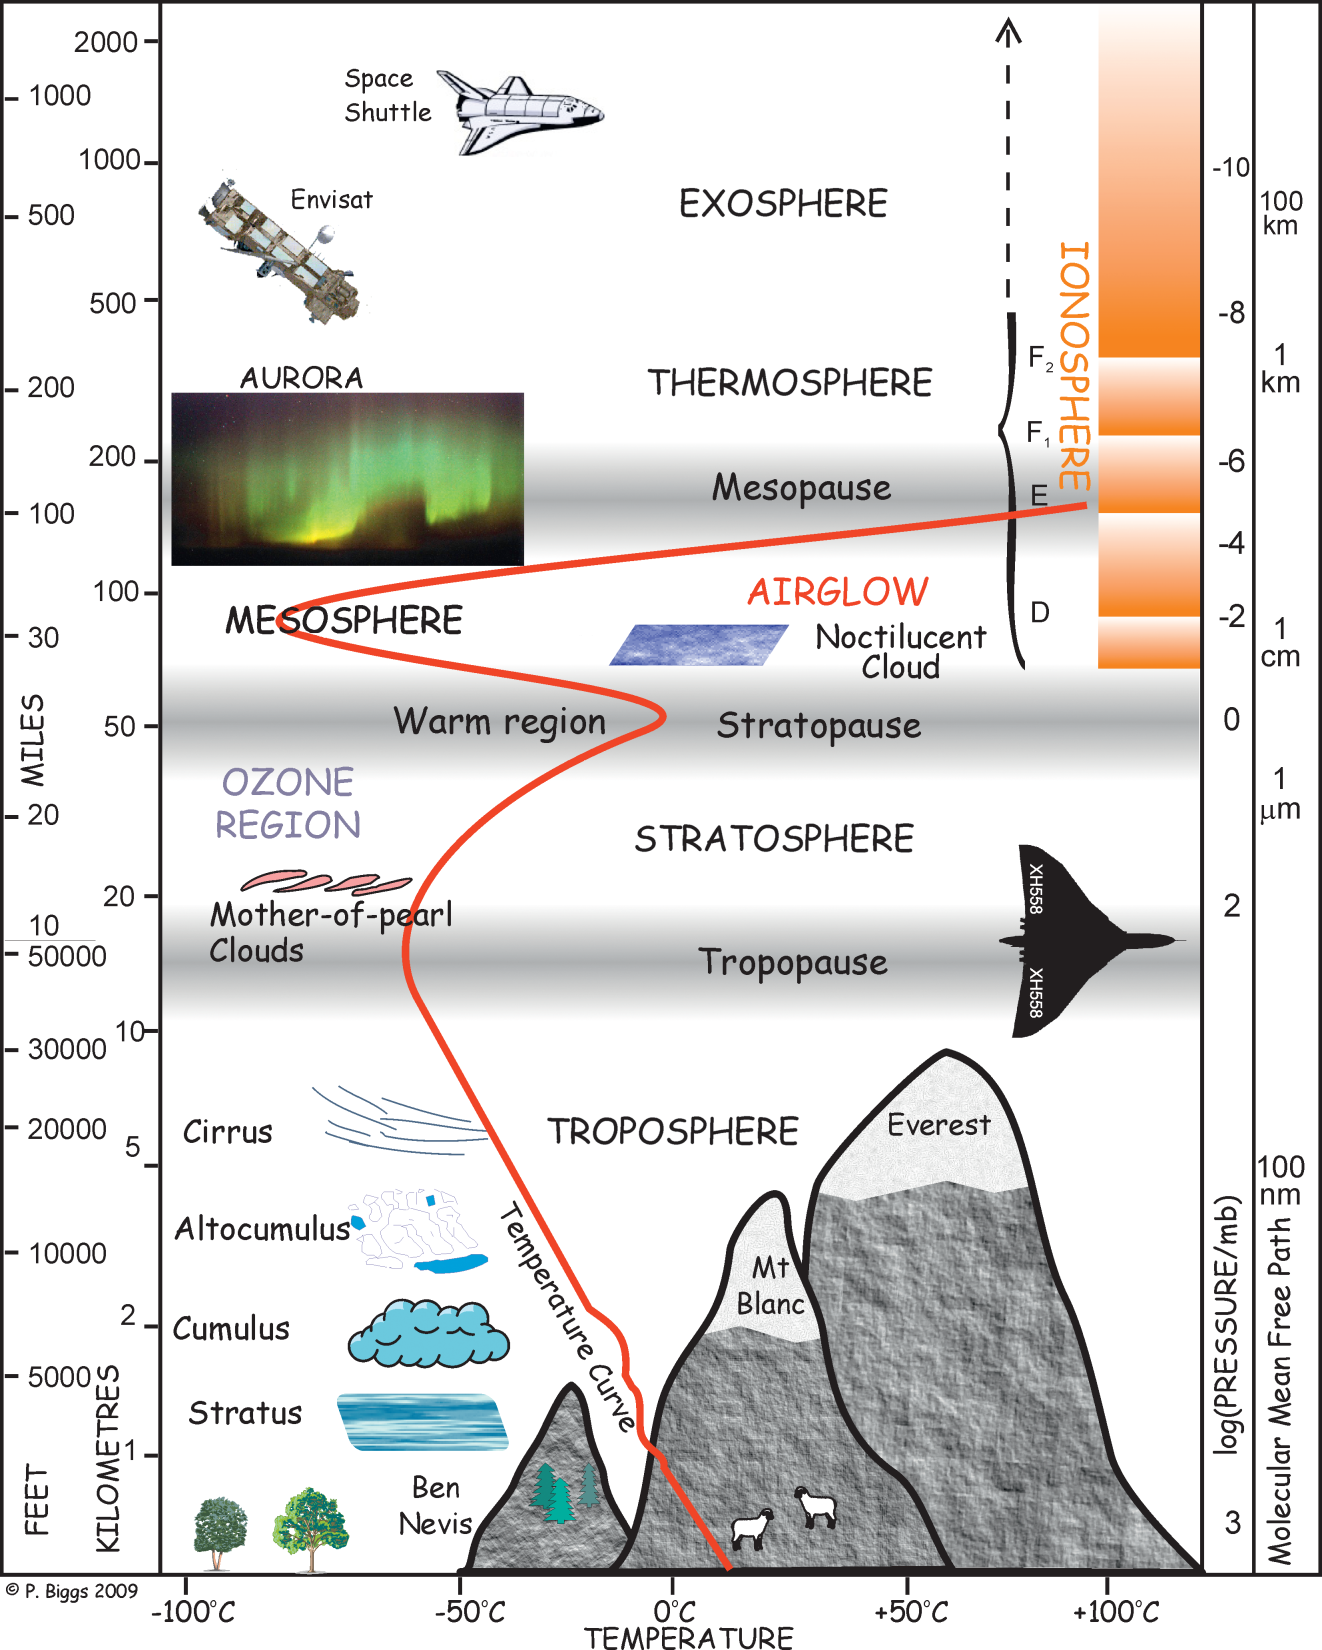 2000
1000
1000
500
500
200
200
100
100
30
50
20
20
10
50000
10
30000
20000
5
10000
2
5000
1
MILES
FEET
KILOMETRES
Space
Shuttle
Envisat
EXOSPHERE
AURORA
THERMOSPHERE
Mesopause
IONOSPHERE
F2
F1
E
D
MESOSPHERE
AIRGLOW
Noctilucent
Cloud
Warm region
Stratopause
OZONE
REGION
STRATOSPHERE
Mother-of-pearl
Clouds
Tropopause
XH558
XH558
Cirrus
TROPOSPHERE
Everest
Altocumulus
Temperature Curve
Mt
Blanc
Cumulus
Stratus
Ben
Nevis
-10
-8
-6
-4
-2
0
2
3
log(PRESSURE/mb)
100
km
1
km
1
cm
1
µm
100
nm
Molecular Mean Free Path
© P. Biggs 2009
-100°C
-50°C
0°C
+50°C
+100°C
TEMPERATURE